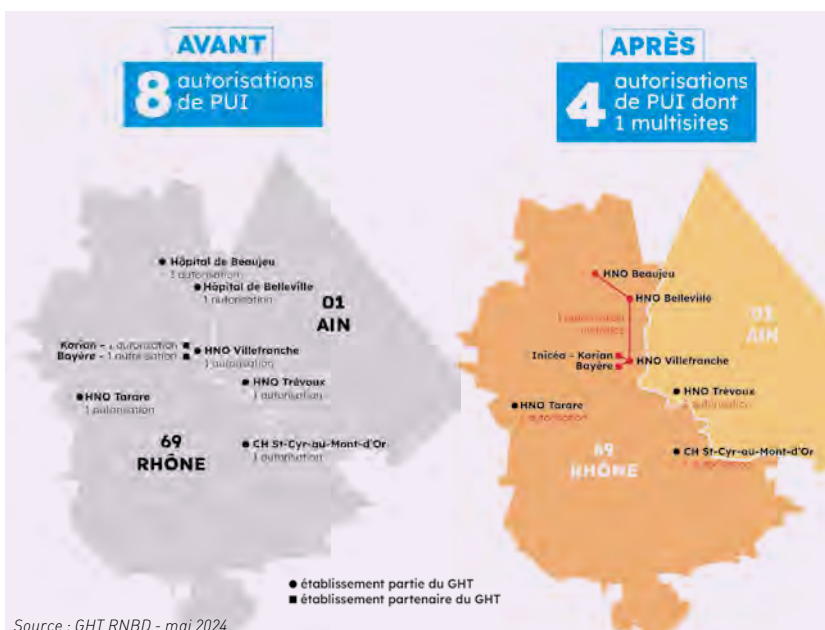 AVANT
8 autorisations
de PUI
Hôpital de Beaujeu
1 autorisation
Hôpital de Belleville
1 autorisation
01
AIN
Korian - 1 autorisation
Bayère - 1 autorisation
HNO Villefranche
1 autorisation
HNO Trévoux
1 autorisation
HNO Tarare
1 autorisation
69
RHÔNE
CH St-Cyr-au-Mont-d'Or
1 autorisation
APRÈS
4 autorisations
de PUI dont
1 multisites
HNO Beaujeu
HNO Belleville
1 autorisation
multisites
01
AIN
Inicéa - Korian
Bayère
HNO Villefranche
HNO Trévoux
1 autorisation
HNO Tarare
1 autorisation
69
RHÔNE
CH St-Cyr-au-Mont-d'Or
1 autorisation
● établissement partie du GHT
■ établissement partenaire du GHT
Source : GHT RNBD - mai 2024